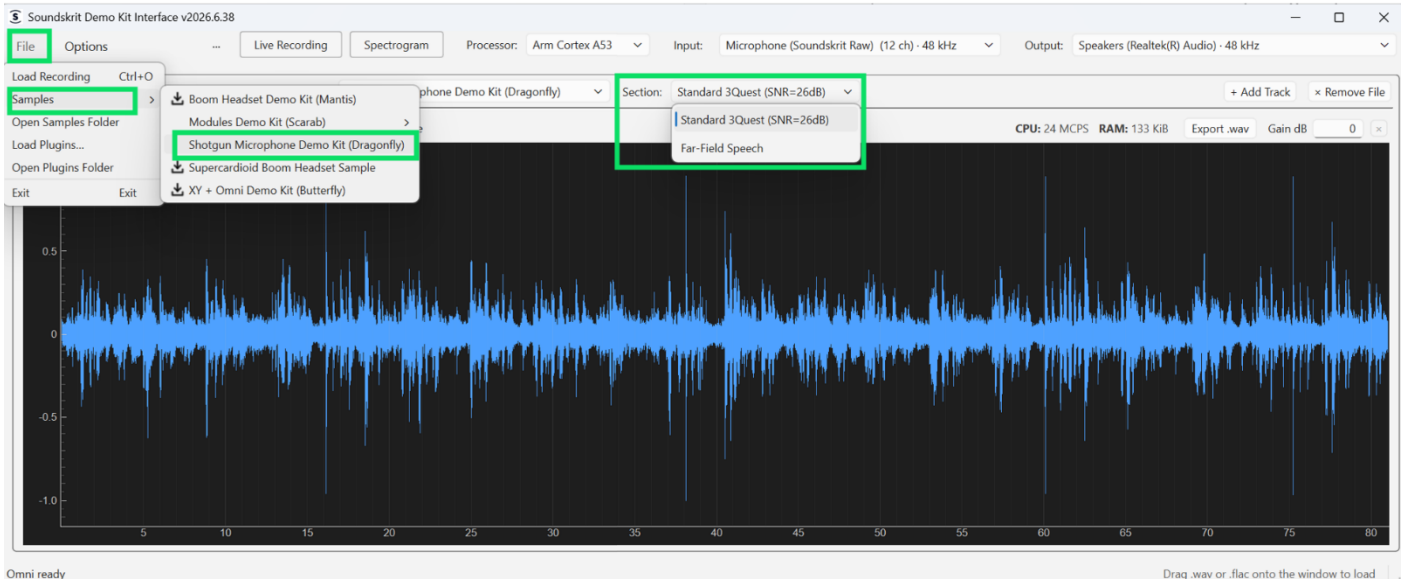 Soundskrit Demo Kit Interface v2026.6.38
File Options ... Live Recording Spectrogram Processor: Arm Cortex A53 Input: Microphone (Soundskrit Raw) (12 ch) · 48 kHz Output: Speakers (Realtek(R) Audio) · 48 kHz
Load Recording Ctrl+O
Samples >
Open Samples Folder
Load Plugins...
Open Plugins Folder
Exit Exit
Boom Headset Demo Kit (Mantis)
Modules Demo Kit (Scarab) >
Shotgun Microphone Demo Kit (Dragonfly)
Supercardioid Boom Headset Sample
XY + Omni Demo Kit (Butterfly)
phone Demo Kit (Dragonfly) Section: Standard 3Quest (SNR=26dB) + Add Track × Remove File
Standard 3Quest (SNR=26dB)
Far-Field Speech
CPU: 24 MCPS RAM: 133 KiB Export .wav Gain dB 0 ×
0.5
0
-0.5
-1.0
5 10 15 20 25 30 35 40 45 50 55 60 65 70 75 80
Omni ready Drag .wav or .flac onto the window to load